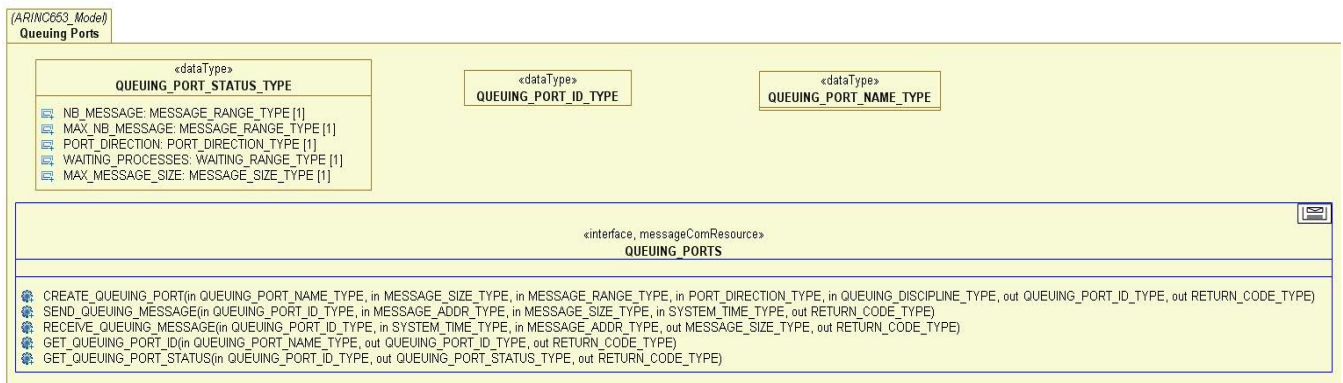 (ARINC653_Model)
Queuing Ports
«dataType»
QUEUING_PORT_STATUS_TYPE
NB_MESSAGE: MESSAGE_RANGE_TYPE [1]
MAX_NB_MESSAGE: MESSAGE_RANGE_TYPE [1]
PORT_DIRECTION: PORT_DIRECTION_TYPE [1]
WAITING_PROCESSES: WAITING_RANGE_TYPE [1]
MAX_MESSAGE_SIZE: MESSAGE_SIZE_TYPE [1]
«dataType»
QUEUING_PORT_ID_TYPE
«dataType»
QUEUING_PORT_NAME_TYPE
«interface, messageComResource»
QUEUING_PORTS
CREATE_QUEUING_PORT(in QUEUING_PORT_NAME_TYPE, in MESSAGE_SIZE_TYPE, in MESSAGE_RANGE_TYPE, in PORT_DIRECTION_TYPE, in QUEUING_DISCIPLINE_TYPE, out QUEUING_PORT_ID_TYPE, out RETURN_CODE_TYPE)
SEND_QUEUING_MESSAGE(in QUEUING_PORT_ID_TYPE, in MESSAGE_ADDR_TYPE, in MESSAGE_SIZE_TYPE, in SYSTEM_TIME_TYPE, out RETURN_CODE_TYPE)
RECEIVE_QUEUING_MESSAGE(in QUEUING_PORT_ID_TYPE, in SYSTEM_TIME_TYPE, in MESSAGE_ADDR_TYPE, out MESSAGE_SIZE_TYPE, out RETURN_CODE_TYPE)
GET_QUEUING_PORT_ID(in QUEUING_PORT_NAME_TYPE, out QUEUING_PORT_ID_TYPE, out RETURN_CODE_TYPE)
GET_QUEUING_PORT_STATUS(in QUEUING_PORT_ID_TYPE, out QUEUING_PORT_STATUS_TYPE, out RETURN_CODE_TYPE)